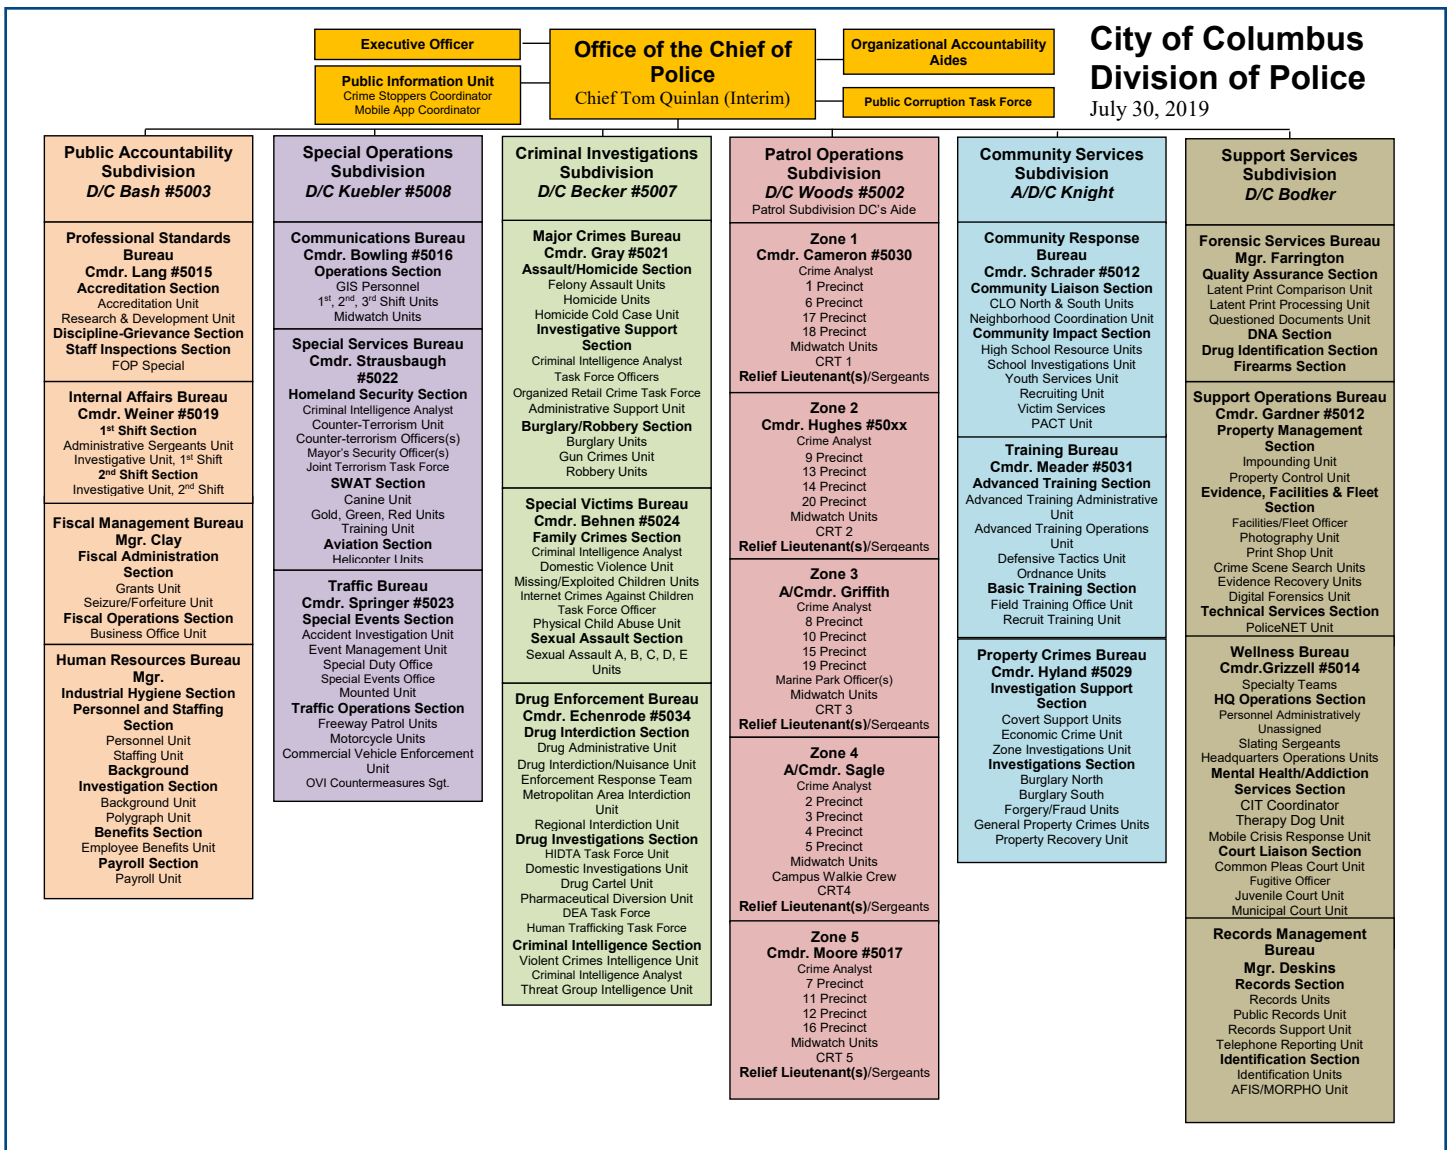 Executive Officer
Public Information Unit
Crime Stoppers Coordinator
Mobile App Coordinator
Office of the Chief of
Police
Chief Tom Quinlan (Interim)
Organizational Accountability
Aides
Public Corruption Task Force
City of Columbus
Division of Police
July 30, 2019
Public Accountability
Subdivision
D/C Bash #5003
Professional Standards
Bureau
Cmdr. Lang #5015
Accreditation Section
Accreditation Unit
Research & Development Unit
Discipline-Grievance Section
Staff Inspections Section
FOP Special
Internal Affairs Bureau
Cmdr. Weiner #5019
1st Shift Section
Administrative Sergeants Unit
Investigative Unit, 1st Shift
2nd Shift Section
Investigative Unit, 2nd Shift
Fiscal Management Bureau
Mgr. Clay
Fiscal Administration
Section
Grants Unit
Seizure/Forfeiture Unit
Fiscal Operations Section
Business Office Unit
Human Resources Bureau
Mgr.
Industrial Hygiene Section
Personnel and Staffing
Section
Personnel Unit
Staffing Unit
Background
Investigation Section
Background Unit
Polygraph Unit
Benefits Section
Employee Benefits Unit
Payroll Section
Payroll Unit
Special Operations
Subdivision
D/C Kuebler #5008
Communications Bureau
Cmdr. Bowling #5016
Operations Section
GIS Personnel
1st, 2nd, 3rd Shift Units
Midwatch Units
Special Services Bureau
Cmdr. Strausbaugh
#5022
Homeland Security Section
Criminal Intelligence Analyst
Counter-Terrorism Unit
Counter-terrorism Officers(s)
Mayor's Security Officer(s)
Joint Terrorism Task Force
SWAT Section
Canine Unit
Gold, Green, Red Units
Training Unit
Aviation Section
Helicopter Units
Traffic Bureau
Cmdr. Springer #5023
Special Events Section
Accident Investigation Unit
Event Management Unit
Special Duty Office
Special Events Office
Mounted Unit
Traffic Operations Section
Freeway Patrol Units
Motorcycle Units
Commercial Vehicle Enforcement
Unit
OVI Countermeasures Sgt.
Criminal Investigations
Subdivision
D/C Becker #5007
Major Crimes Bureau
Cmdr. Gray #5021
Assault/Homicide Section
Felony Assault Units
Homicide Units
Homicide Cold Case Unit
Investigative Support
Section
Criminal Intelligence Analyst
Task Force Officers
Organized Retail Crime Task Force
Administrative Support Unit
Burglary/Robbery Section
Burglary Units
Gun Crimes Unit
Robbery Units
Special Victims Bureau
Cmdr. Behnen #5024
Family Crimes Section
Criminal Intelligence Analyst
Domestic Violence Unit
Missing/Exploited Children Units
Internet Crimes Against Children
Task Force Officer
Physical Child Abuse Unit
Sexual Assault Section
Sexual Assault A, B, C, D, E
Units
Drug Enforcement Bureau
Cmdr. Echenrode #5034
Drug Interdiction Section
Drug Administrative Unit
Drug Interdiction/Nuisance Unit
Enforcement Response Team
Metropolitan Area Interdiction
Unit
Regional Interdiction Unit
Drug Investigations Section
HIDTA Task Force Unit
Domestic Investigations Unit
Drug Cartel Unit
Pharmaceutical Diversion Unit
DEA Task Force
Human Trafficking Task Force
Criminal Intelligence Section
Violent Crimes Intelligence Unit
Criminal Intelligence Analyst
Threat Group Intelligence Unit
Patrol Operations
Subdivision
D/C Woods #5002
Patrol Subdivision DC's Aide
Zone 1
Cmdr. Cameron #5030
Crime Analyst
1 Precinct
6 Precinct
17 Precinct
18 Precinct
Midwatch Units
CRT 1
Relief Lieutenant(s)/Sergeants
Zone 2
Cmdr. Hughes #50xx
Crime Analyst
9 Precinct
13 Precinct
14 Precinct
20 Precinct
Midwatch Units
CRT 2
Relief Lieutenant(s)/Sergeants
Zone 3
A/Cmdr. Griffith
Crime Analyst
8 Precinct
10 Precinct
15 Precinct
19 Precinct
Marine Park Officer(s)
Midwatch Units
CRT 3
Relief Lieutenant(s)/Sergeants
Zone 4
A/Cmdr. Sagle
Crime Analyst
2 Precinct
3 Precinct
4 Precinct
5 Precinct
Midwatch Units
Campus Walkie Crew
CRT4
Relief Lieutenant(s)/Sergeants
Zone 5
Cmdr. Moore #5017
Crime Analyst
7 Precinct
11 Precinct
12 Precinct
16 Precinct
Midwatch Units
CRT 5
Relief Lieutenant(s)/Sergeants
Community Services
Subdivision
A/D/C Knight
Community Response
Bureau
Cmdr. Schrader #5012
Community Liaison Section
CLO North & South Units
Neighborhood Coordination Unit
Community Impact Section
High School Resource Units
School Investigations Unit
Youth Services Unit
Recruiting Unit
Victim Services
PACT Unit
Training Bureau
Cmdr. Meader #5031
Advanced Training Section
Advanced Training Administrative
Unit
Advanced Training Operations
Unit
Defensive Tactics Unit
Ordnance Units
Basic Training Section
Field Training Office Unit
Recruit Training Unit
Property Crimes Bureau
Cmdr. Hyland #5029
Investigation Support
Section
Covert Support Units
Economic Crime Unit
Zone Investigations Unit
Investigations Section
Burglary North
Burglary South
Forgery/Fraud Units
General Property Crimes Units
Property Recovery Unit
Support Services
Subdivision
D/C Bodker
Forensic Services Bureau
Mgr. Farrington
Quality Assurance Section
Latent Print Comparison Unit
Latent Print Processing Unit
Questioned Documents Unit
DNA Section
Drug Identification Section
Firearms Section
Support Operations Bureau
Cmdr. Gardner #5012
Property Management
Section
Impounding Unit
Property Control Unit
Evidence, Facilities & Fleet
Section
Facilities/Fleet Officer
Photography Unit
Print Shop Unit
Crime Scene Search Units
Evidence Recovery Units
Digital Forensics Unit
Technical Services Section
PoliceNET Unit
Wellness Bureau
Cmdr.Grizzell #5014
Specialty Teams
HQ Operations Section
Personnel Administratively
Unassigned
Slating Sergeants
Headquarters Operations Units
Mental Health/Addiction
Services Section
CIT Coordinator
Therapy Dog Unit
Mobile Crisis Response Unit
Court Liaison Section
Common Pleas Court Unit
Fugitive Officer
Juvenile Court Unit
Municipal Court Unit
Records Management
Bureau
Mgr. Deskins
Records Section
Records Units
Public Records Unit
Records Support Unit
Telephone Reporting Unit
Identification Section
Identification Units
AFIS/MORPHO Unit